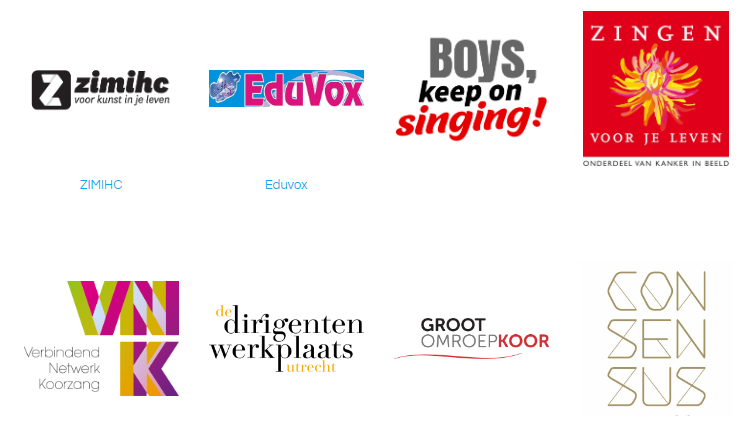 zimihc
voor kunst in je leven
EduVox
Boys,
keep on
singing!
ZINGEN
VOOR JE LEVEN
ONDERDEEL VAN KANKER IN BEELD
ZIMIHC
Eduvox
VNK
Verbindend
Netwerk
Koorzang
de
dirigenten
werkplaats
utrecht
GROOT
OMROEPKOOR
CON
SEN
SUS